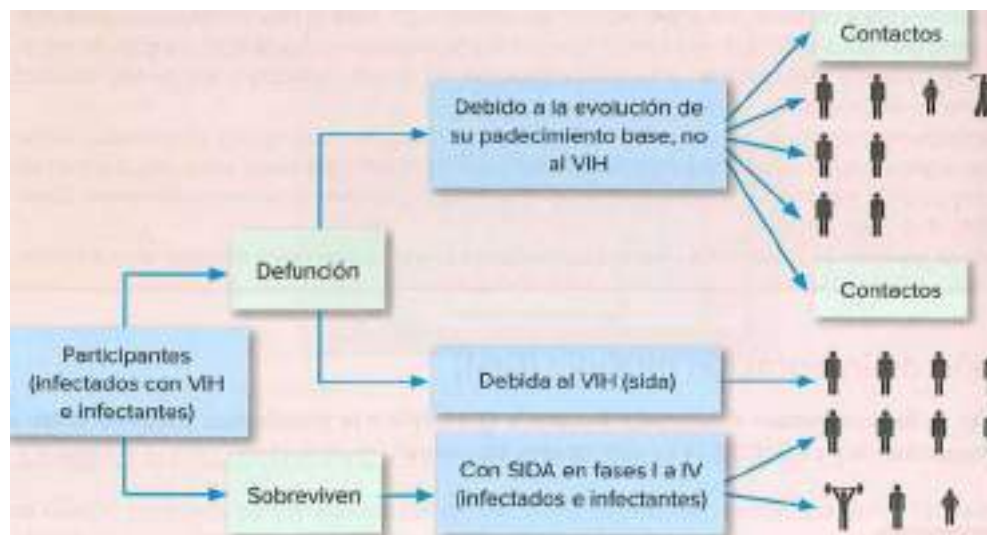 Contactos
Debido a la evolución de
su padecimiento base, no
al VIH
Defunción
Contactos
Participantes
(infectados con VIH
e infectantes)
Debida al VIH (sida)
Con SIDA en fases I a IV
(infectados e infectantes)
Sobreviven